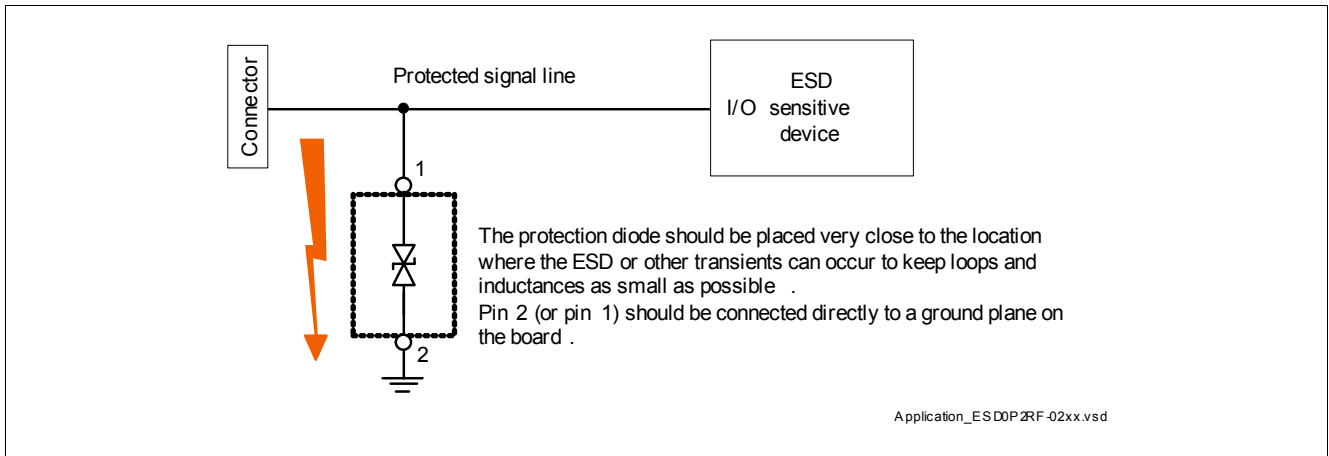 Connector
Protected signal line
ESD
I/O sensitive
device
1
The protection diode should be placed very close to the location
where the ESD or other transients can occur to keep loops and
inductances as small as possible .
Pin 2 (or pin 1) should be connected directly to a ground plane on
the board .
2
Application_ESD0P2RF-02xx.vsd